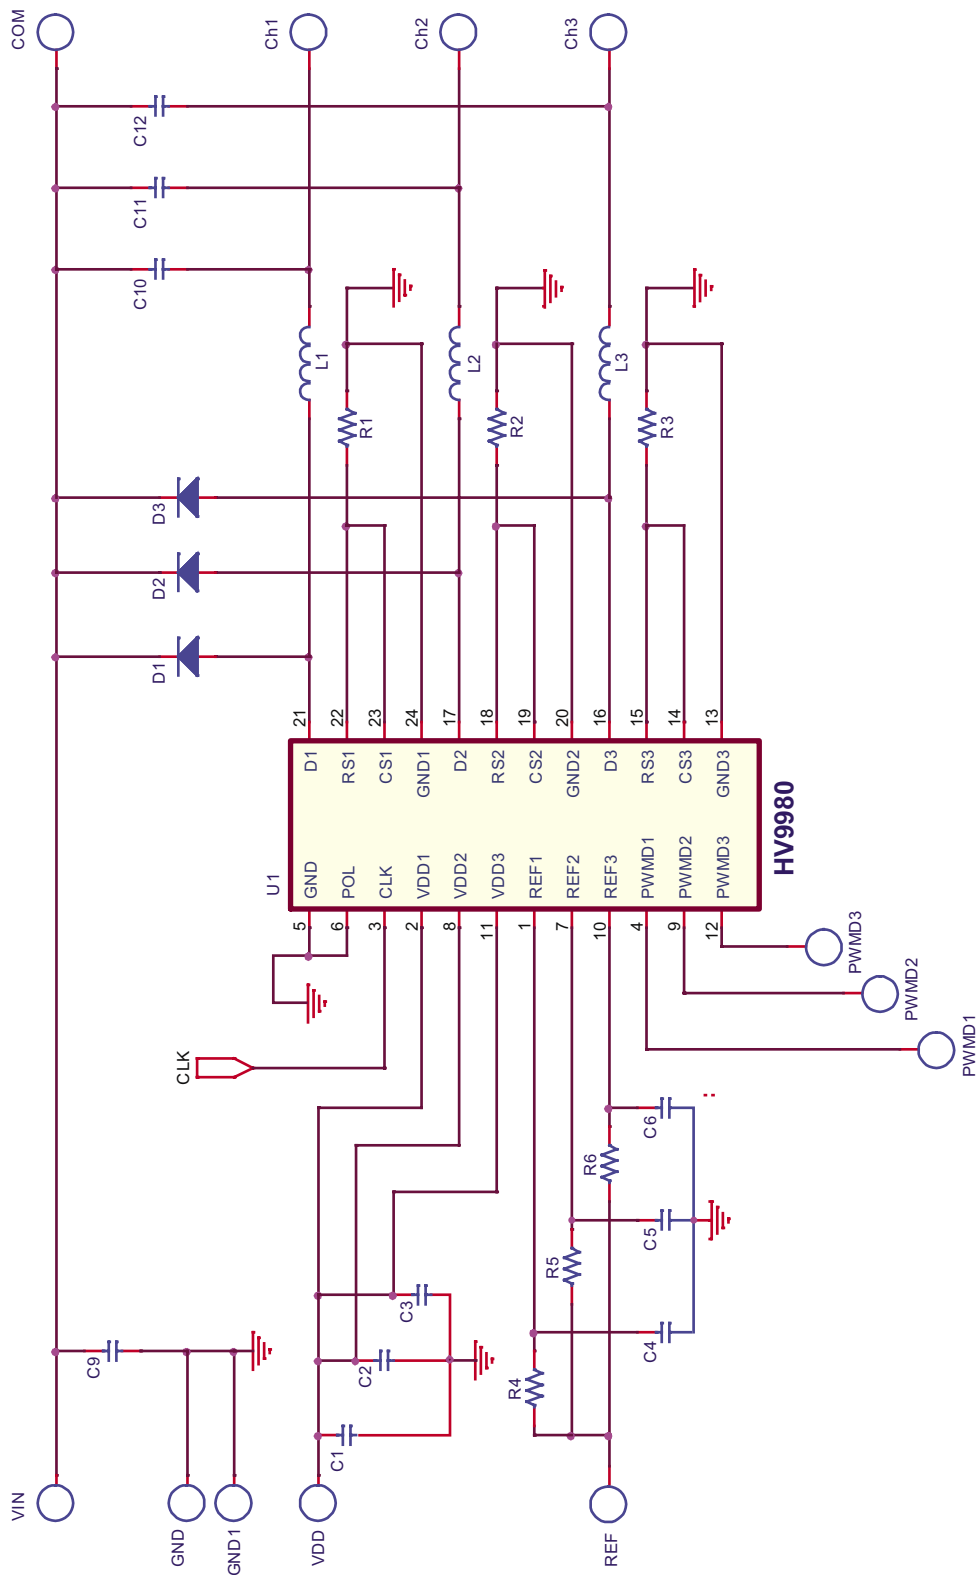 COM
Ch1
Ch2
Ch3
C12
C11
C10
L1
L2
L3
R1
R2
R3
D3
D2
D1
21
22
23
24
17
18
19
20
16
15
14
13
D1
RS1
CS1
GND1
D2
RS2
CS2
GND2
D3
RS3
CS3
GND3
HV9980
U1
GND
POL
CLK
VDD1
VDD2
VDD3
REF1
REF2
REF3
PWMD1
PWMD2
PWMD3
5
6
3
2
8
11
1
7
10
4
9
12
PWMD3
PWMD2
PWMD1
CLK
C6
R6
C5
R5
C3
C9
C2
C4
R4
C1
VIN
GND
GND1
VDD
REF